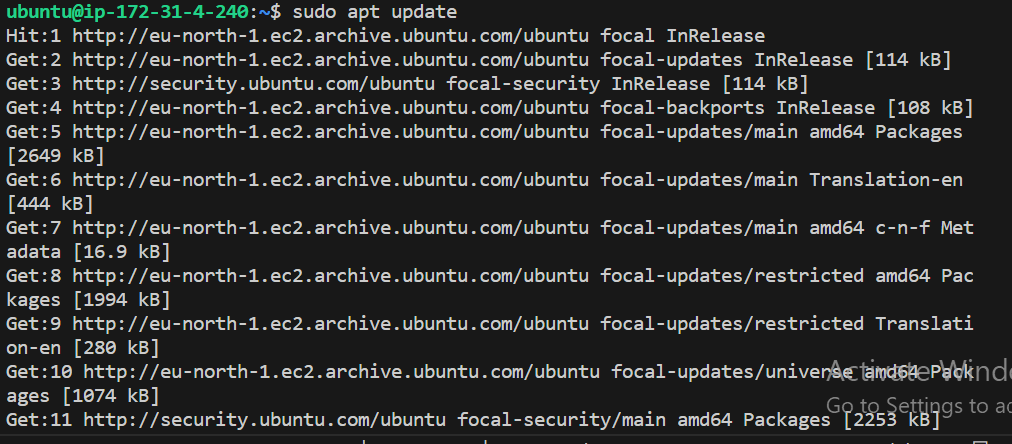 ubuntu@ip-172-31-4-240:~$ sudo apt update
Hit:1 http://eu-north-1.ec2.archive.ubuntu.com/ubuntu focal InRelease
Get:2 http://eu-north-1.ec2.archive.ubuntu.com/ubuntu focal-updates InRelease [114 kB]
Get:3 http://security.ubuntu.com/ubuntu focal-security InRelease [114 kB]
Get:4 http://eu-north-1.ec2.archive.ubuntu.com/ubuntu focal-backports InRelease [108 kB]
Get:5 http://eu-north-1.ec2.archive.ubuntu.com/ubuntu focal-updates/main amd64 Packages
[2649 kB]
Get:6 http://eu-north-1.ec2.archive.ubuntu.com/ubuntu focal-updates/main Translation-en
[444 kB]
Get:7 http://eu-north-1.ec2.archive.ubuntu.com/ubuntu focal-updates/main amd64 c-n-f Met
adata [16.9 kB]
Get:8 http://eu-north-1.ec2.archive.ubuntu.com/ubuntu focal-updates/restricted amd64 Pac
kages [1994 kB]
Get:9 http://eu-north-1.ec2.archive.ubuntu.com/ubuntu focal-updates/restricted Translati
on-en [280 kB]
Get:10 http://eu-north-1.ec2.archive.ubuntu.com/ubuntu focal-updates/universe amd64 Pack
ages [1074 kB]
Get:11 http://security.ubuntu.com/ubuntu focal-security/main amd64 Packages [2253 kB]
Activate Windo
Go to Settings to ac